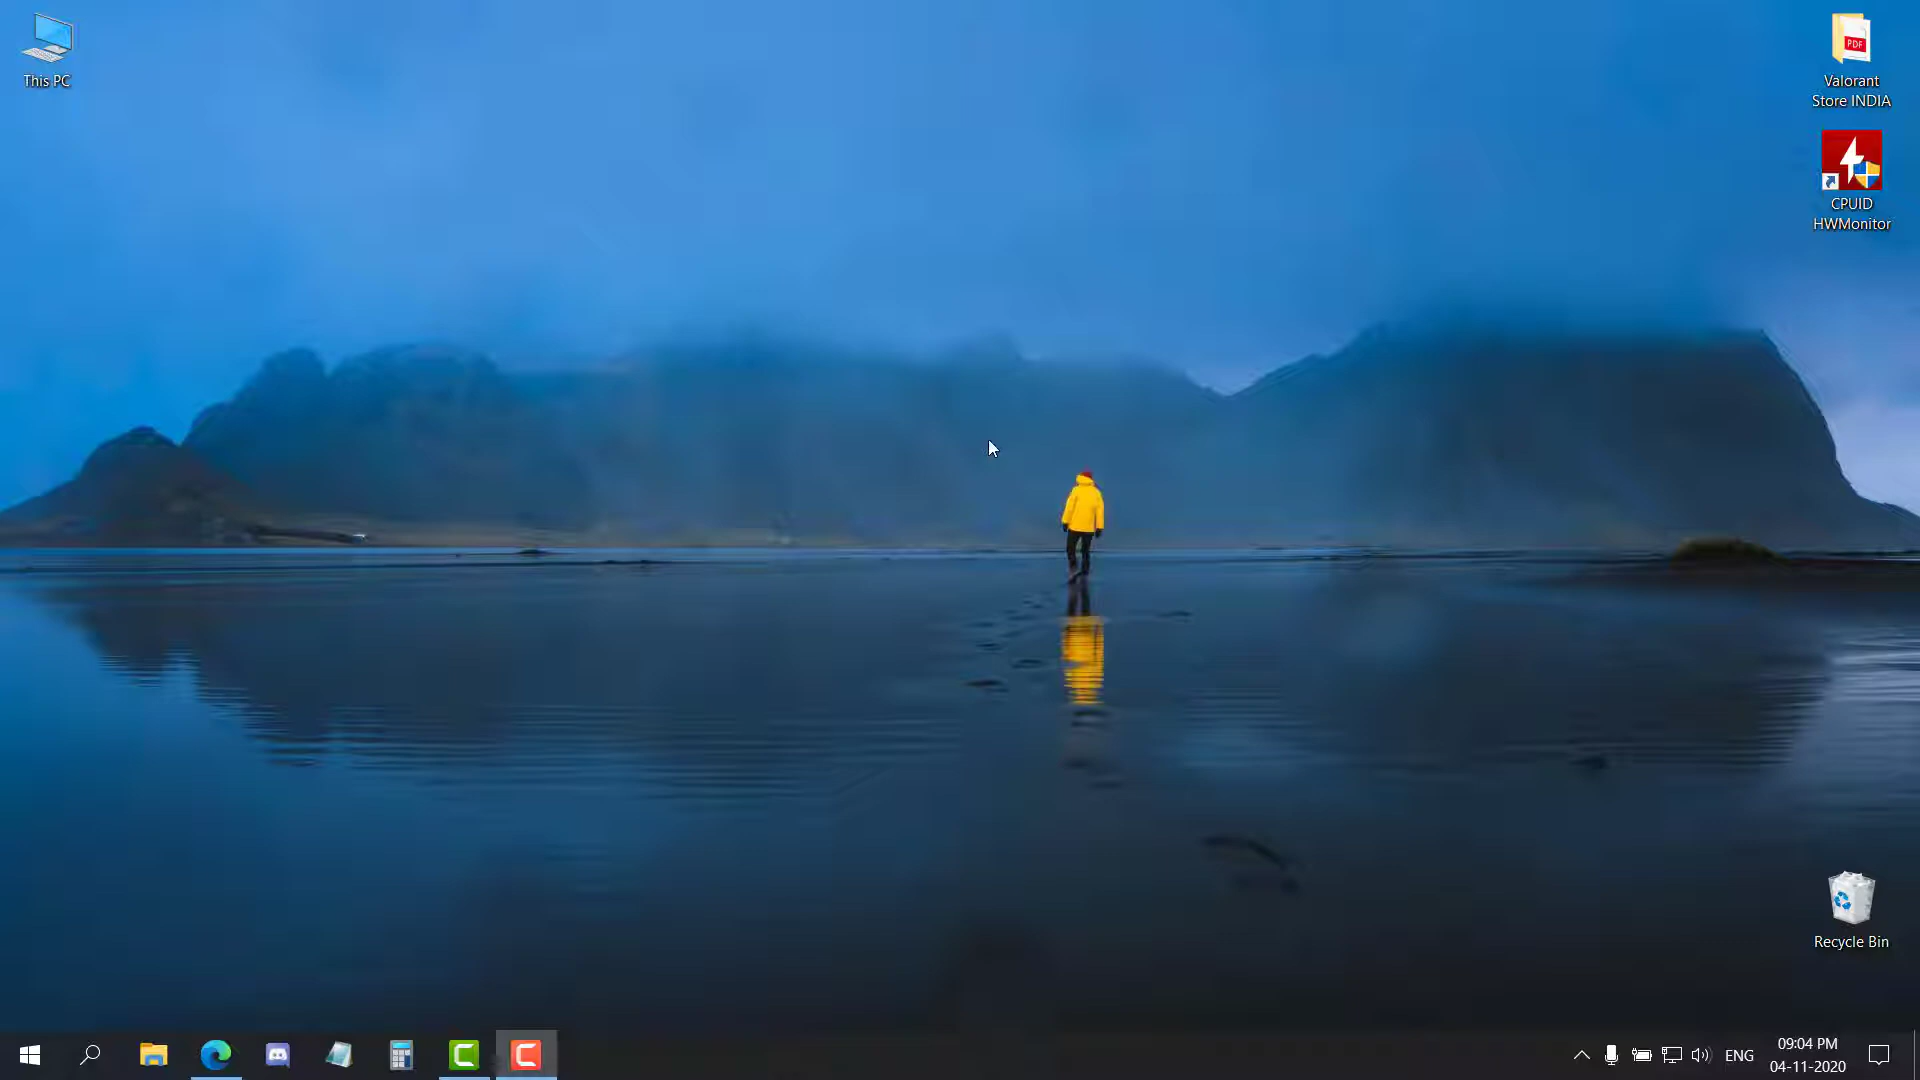 This PC
PDF
Valorant
Store INDIA
CPUID
HWMonitor
Recycle Bin
ENG
09:04 PM
04-11-2020